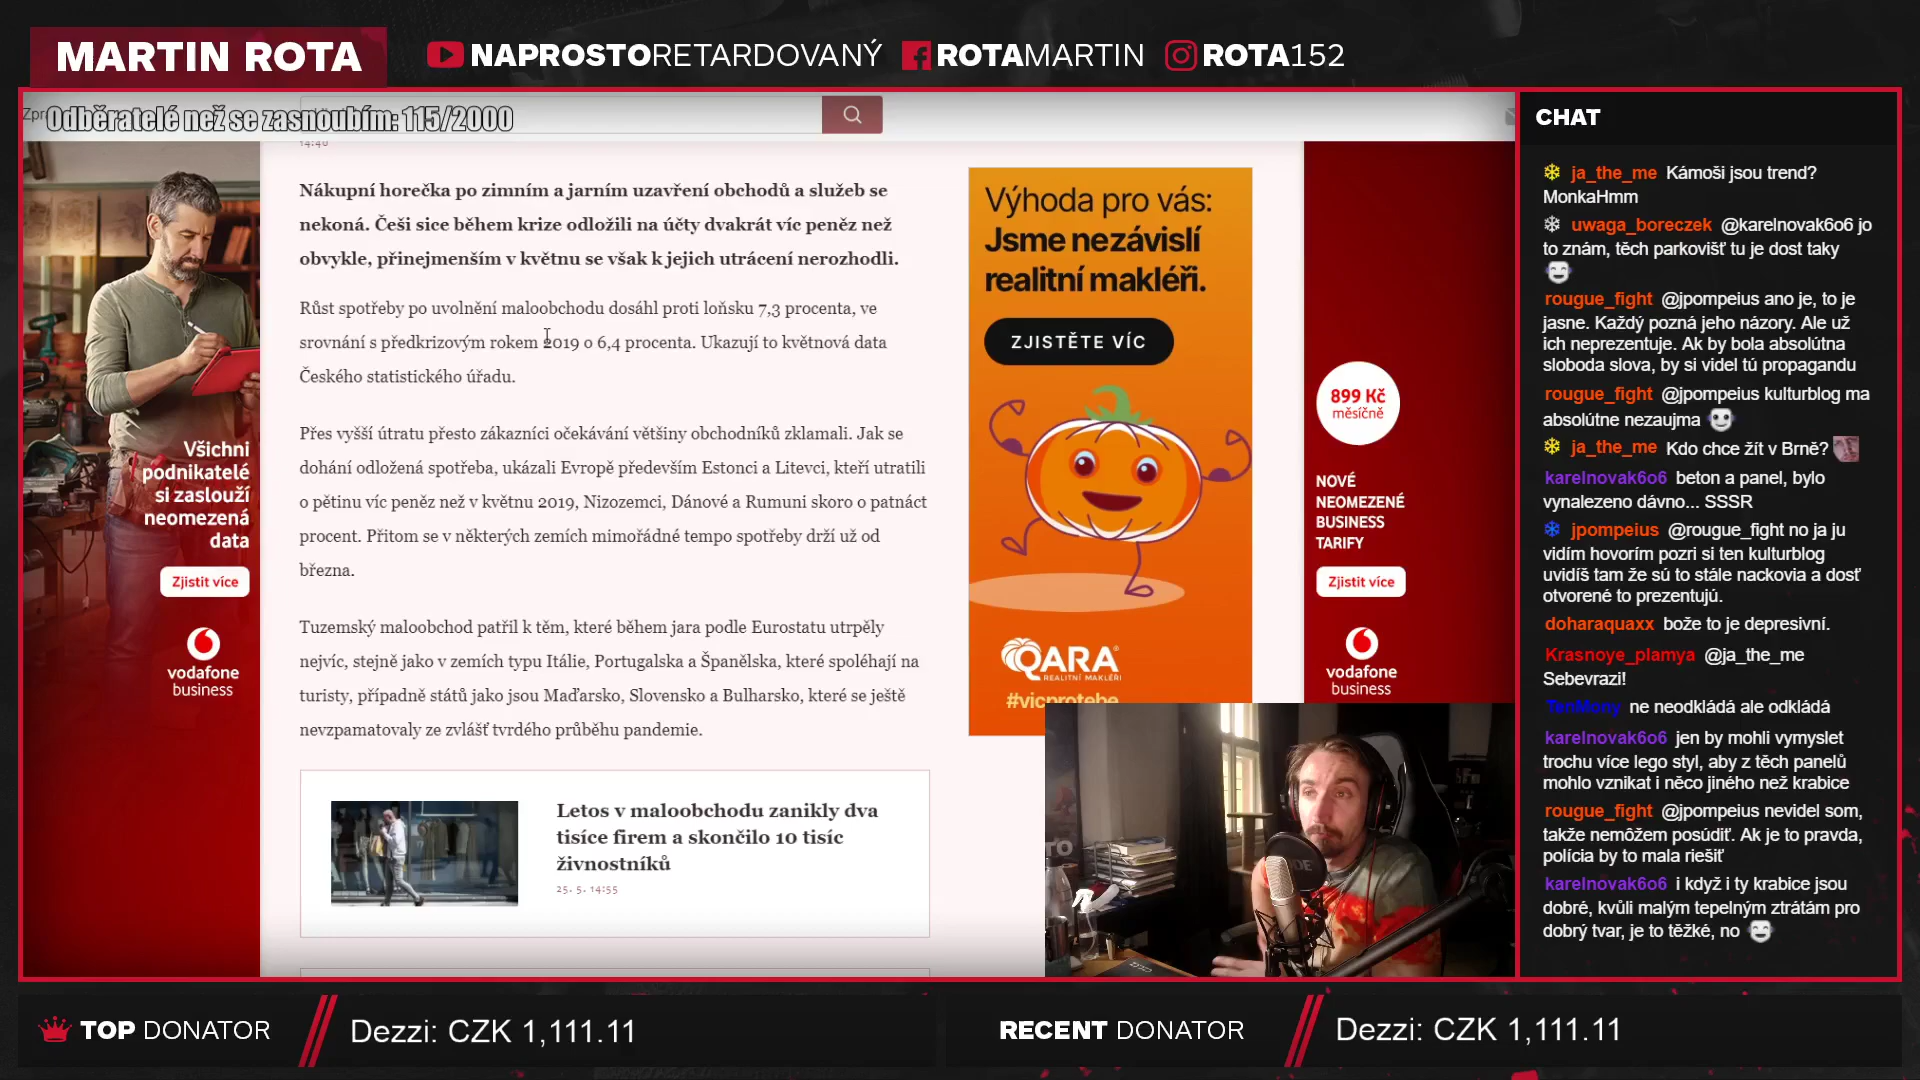 MARTIN ROTA
NAPROSTORETARDOVANÝ
ROTAMARTIN
ROTA152
Odběratelé než se zasnoubím: 115/2000
14:40
Nákupní horečka po zimním a jarním uzavření obchodů a služeb se
nekoná. Češi sice během krize odložili na účty dvakrát víc peněz než
obvykle, přinejmenším v květnu se však k jejich utrácení nerozhodli.
Růst spotřeby po uvolnění maloobchodu dosáhl proti loňsku 7,3 procenta, ve
srovnání s předkrizovým rokem 2019 o 6,4 procenta. Ukazují to květnová data
Českého statistického úřadu.
Přes vyšší útratu přesto zákazníci očekávání většiny obchodníků zklamali. Jak se
dohání odložená spotřeba, ukázali Evropě především Estonci a Litevci, kteří utratili
o pětinu víc peněz než v květnu 2019, Nizozemci, Dánové a Rumuni skoro o patnáct
procent. Přitom se v některých zemích mimořádné tempo spotřeby drží už od
března.
Tuzemský maloobchod patřil k těm, které během jara podle Eurostatu utrpěly
nejvíc, stejně jako v zemích typu Itálie, Portugalska a Španělska, které spoléhají na
turisty, případně států jako jsou Maďarsko, Slovensko a Bulharsko, které se ještě
nevzpamatovaly ze zvlášť tvrdého průběhu pandemie.
Letos v maloobchodu zanikly dva
tisíce firem a skončilo 10 tisíc
živnostníků
25. 5. 14:55
Všichni
podnikatelé
si zaslouží
neomezená
data
Zjistit více
vodafone
business
Výhoda pro vás:
Jsme nezávislí
realitní makléři.
ZJISTĚTE VÍC
QARA
REALITNÍ MAKLÉŘI
#vicprotebe
899 Kč
měsíčně
NOVÉ
NEOMEZENÉ
BUSINESS
TARIFY
Zjistit více
vodafone
business
CHAT
ja_the_me Kámoši jsou trend?
MonkaHmm
uwaga_boreczek @karelnovak6o6 jo
to znám, těch parkovišť tu je dost taky
rougue_fight @jpompeius ano je, to je
jasne. Každý pozná jeho názory. Ale už
ich neprezentuje. Ak by bola absolútna
sloboda slova, by si videl tú propagandu
rougue_fight @jpompeius kulturblog ma
absolútne nezaujma
ja_the_me Kdo chce žít v Brně?
karelnovak6o6 beton a panel, bylo
vynalezeno dávno... SSSR
jpompeius @rougue_fight no ja ju
vidím hovorím pozri si ten kulturblog
uvidíš tam že sú to stále nackovia a dosť
otvorené to prezentujú.
doharaquaxx bože to je depresivní.
Krasnoye_plamya @ja_the_me
Sebevrazi!
TenMony ne neodkládá ale odkládá
karelnovak6o6 jen by mohli vymyslet
trochu více lego styl, aby z těch panelů
mohlo vznikat i něco jiného než krabice
rougue_fight @jpompeius nevidel som,
takže nemôžem posúdiť. Ak je to pravda,
polícia by to mala riešiť
karelnovak6o6 i když i ty krabice jsou
dobré, kvůli malým tepelným ztrátám pro
dobrý tvar, je to těžké, no
TOP DONATOR
Dezzi: CZK 1,111.11
RECENT DONATOR
Dezzi: CZK 1,111.11